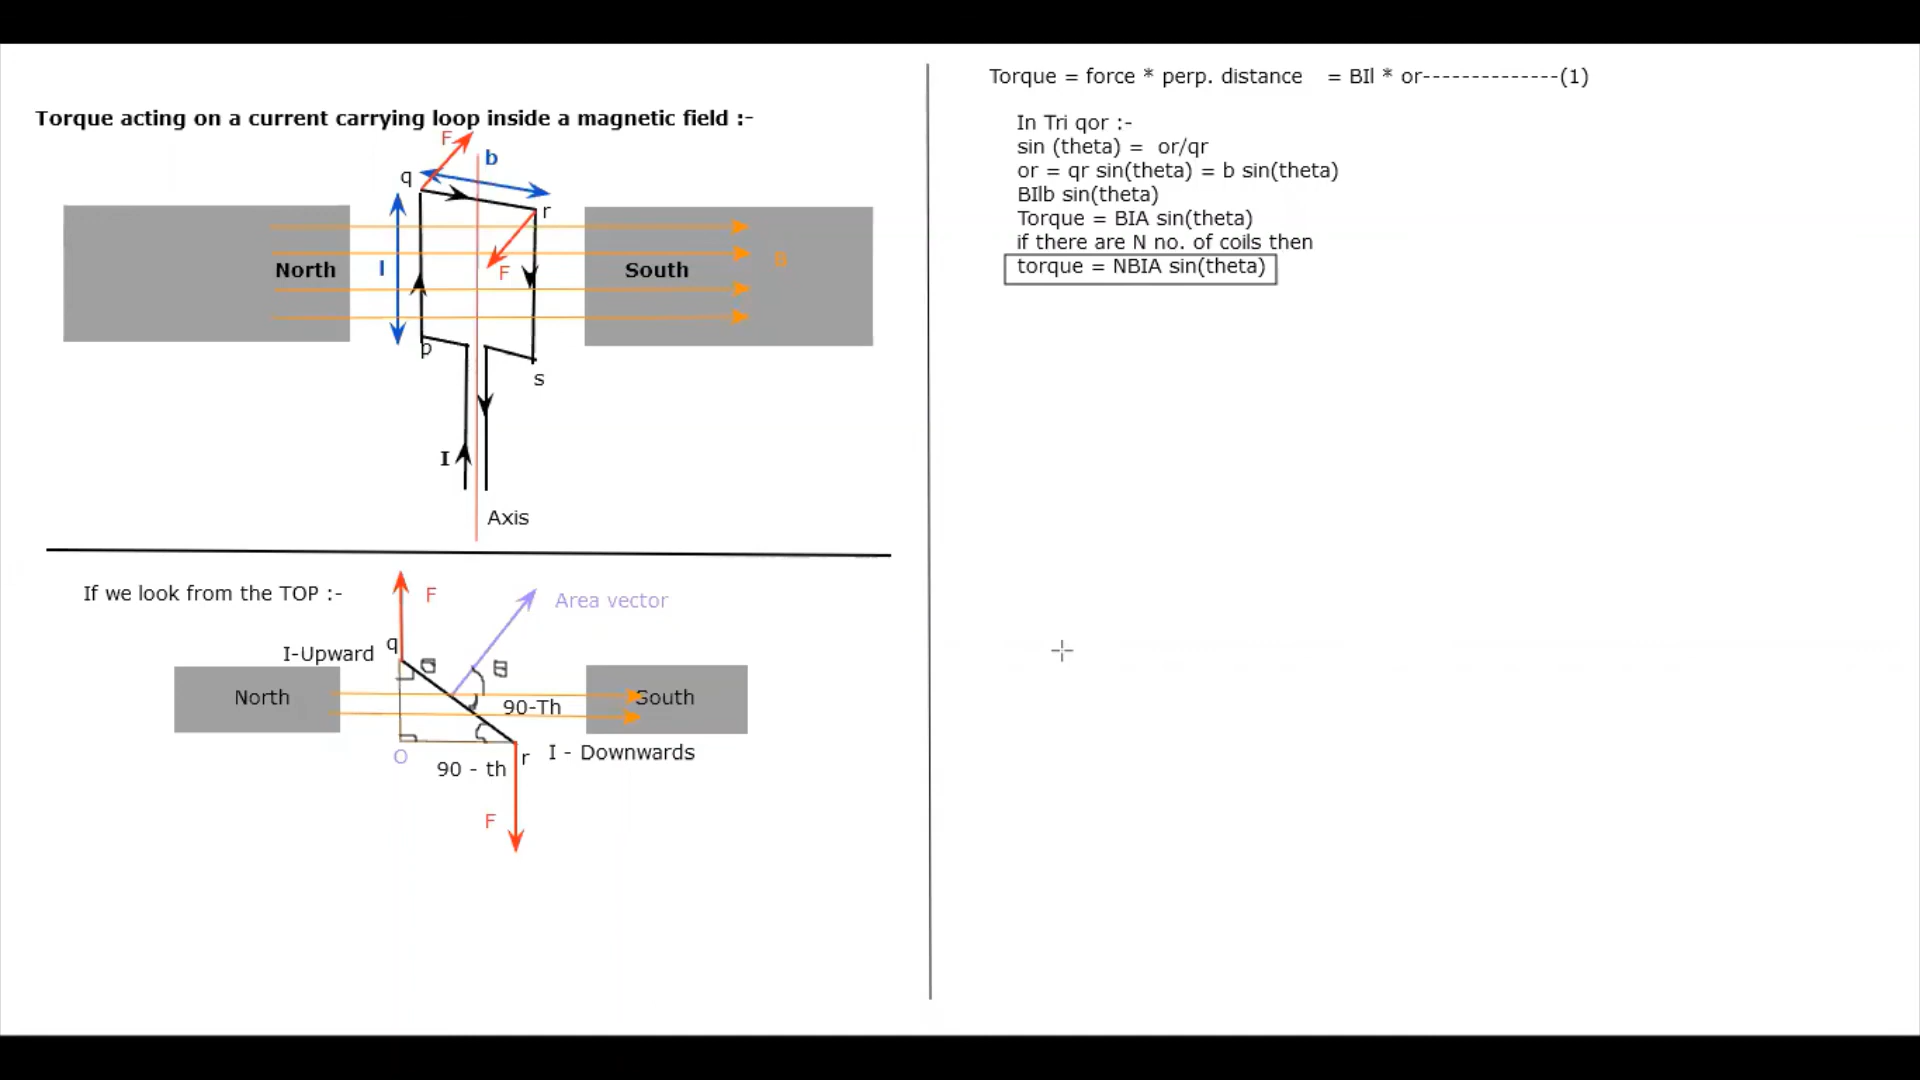 Torque acting on a current carrying loop inside a magnetic field :-
F
b
q
r
l
North
F
South
B
p
s
I
Axis
If we look from the TOP :-
F
Area vector
q
I-Upward
North
90-Th
South
O
r
I - Downwards
90 - th
F
Torque = force * perp. distance = BIl * or--------------(1)
In Tri qor :-
sin (theta) = or/qr
or = qr sin(theta) = b sin(theta)
BIlb sin(theta)
Torque = BIA sin(theta)
if there are N no. of coils then
torque = NBIA sin(theta)